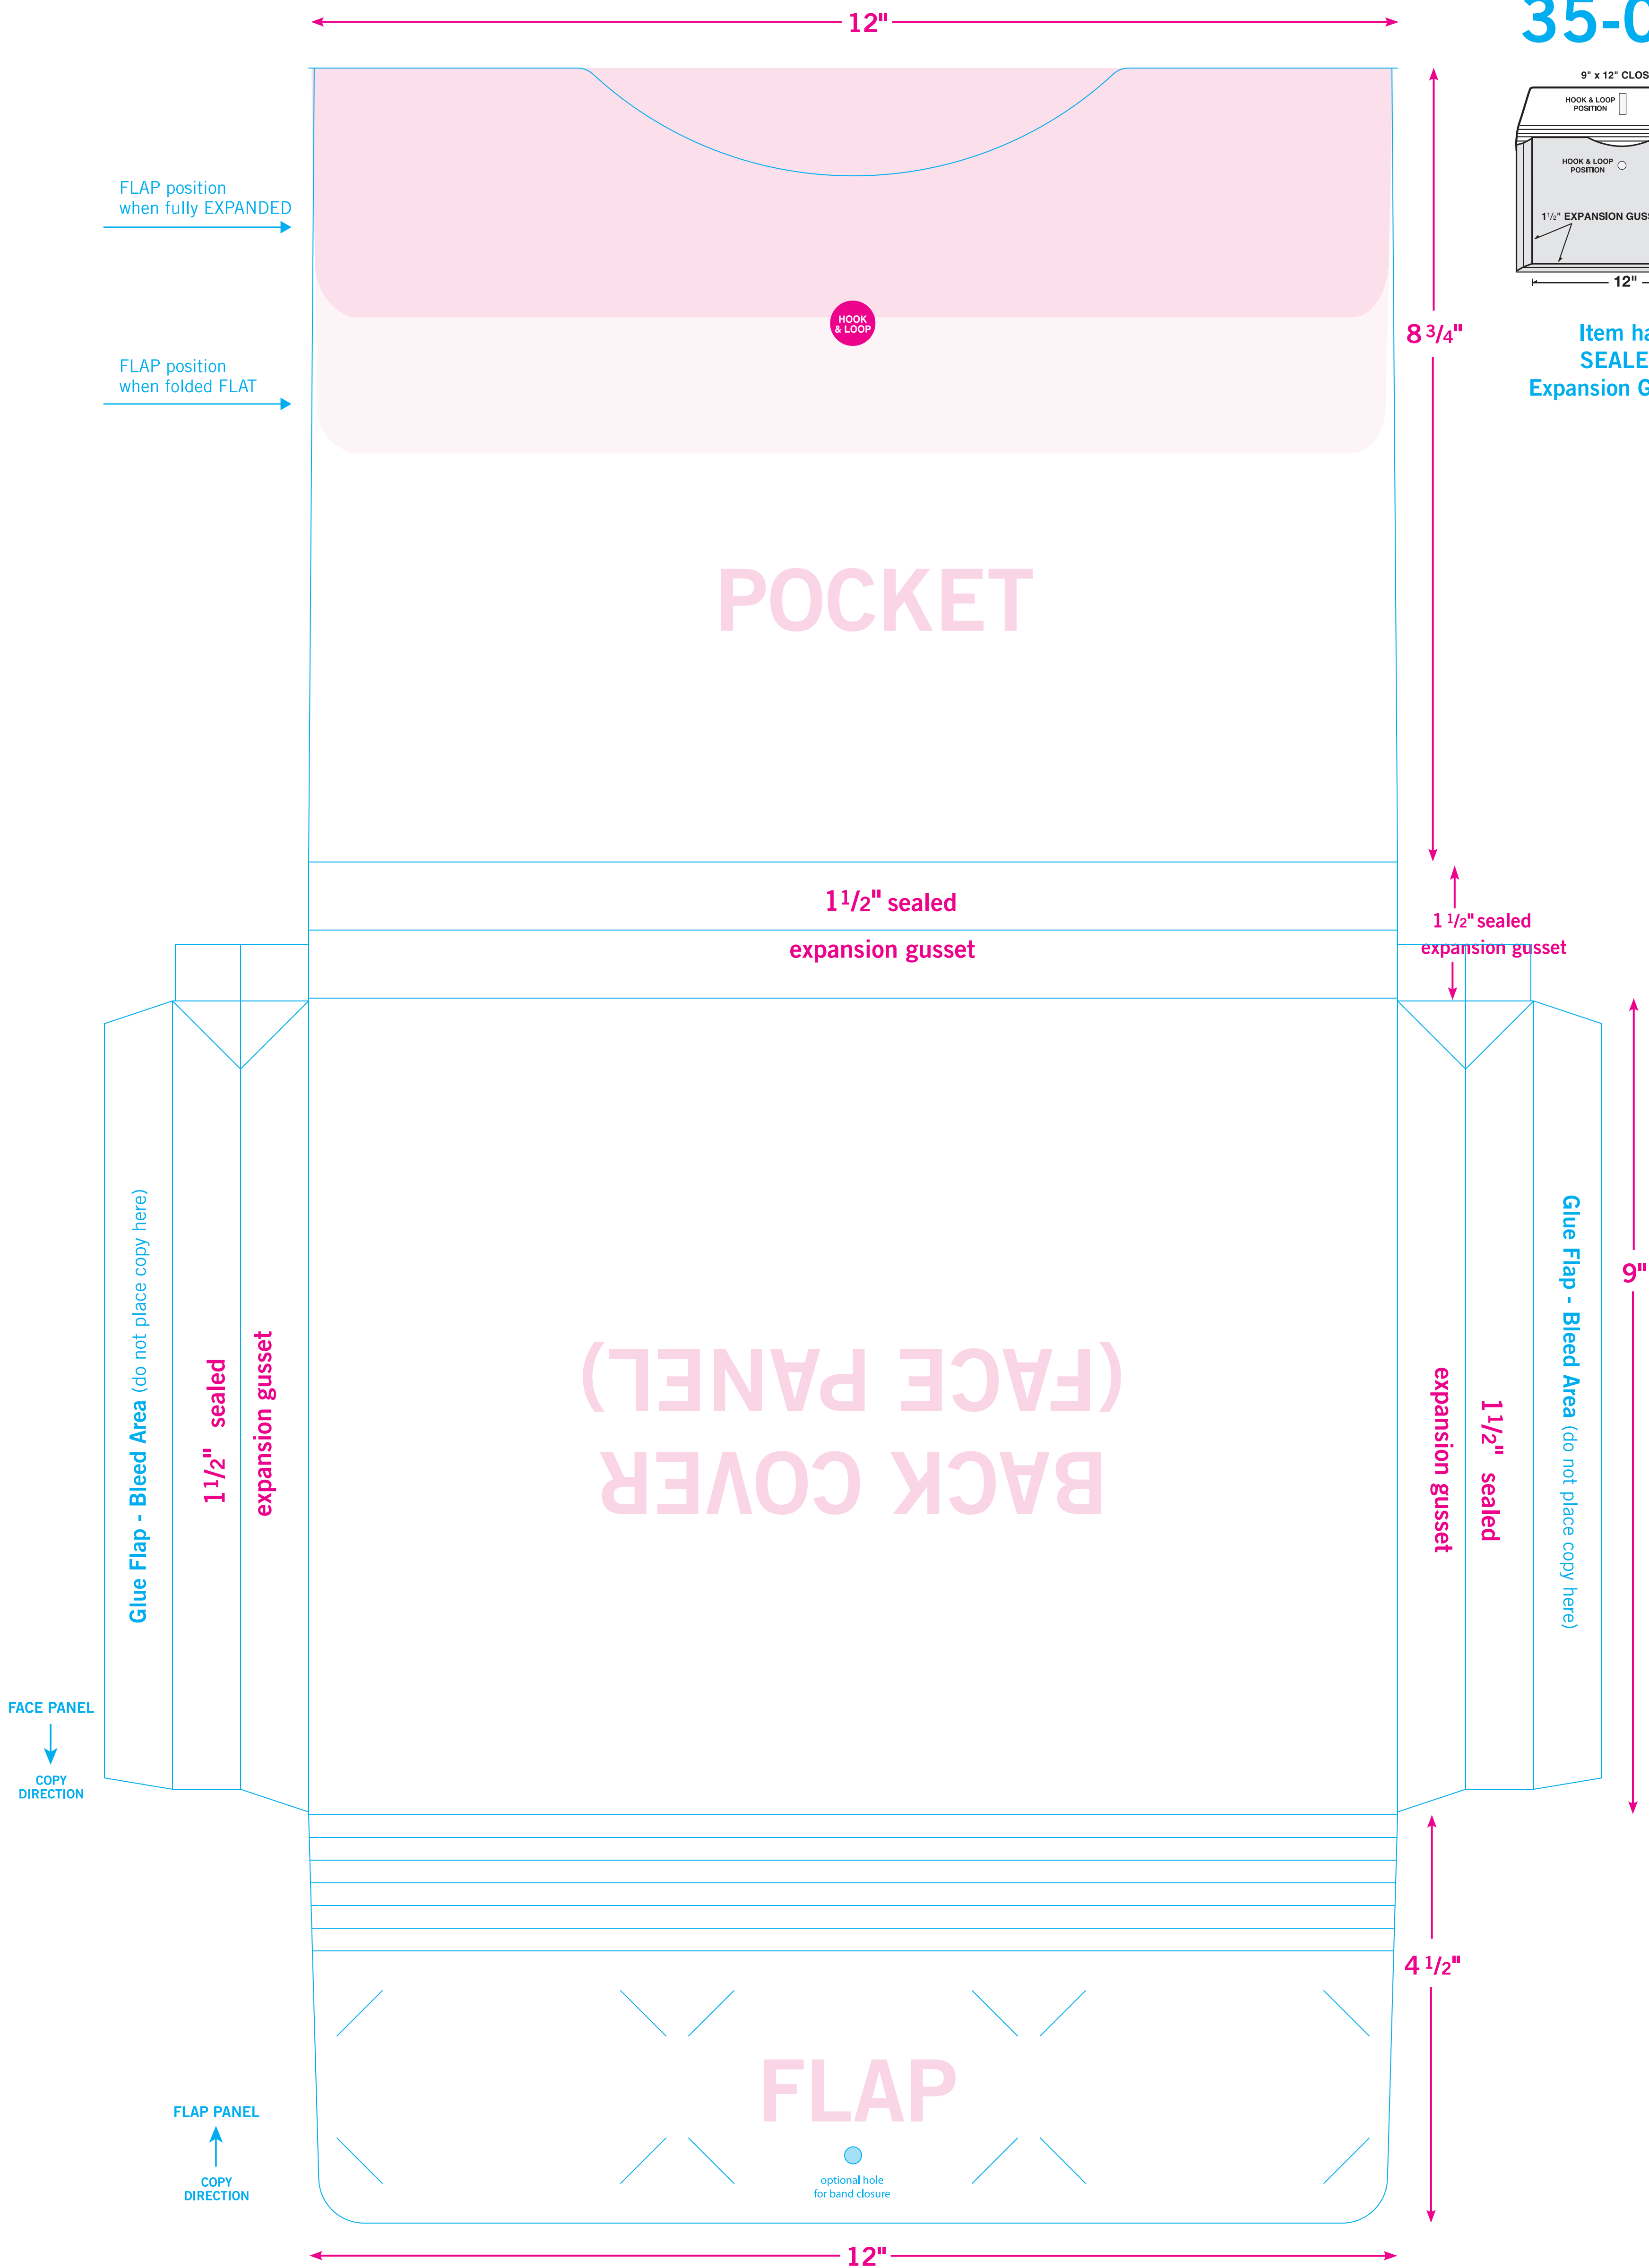 12"
35-0
9" x 12" CLOS
HOOK & LOOP
POSITION
HOOK & LOOP
POSITION
1 1/2" EXPANSION GUS
12"
Item ha
SEALE
Expansion G
FLAP position
when fully EXPANDED
FLAP position
when folded FLAT
HOOK
& LOOP
8 3/4"
POCKET
1 1/2" sealed
expansion gusset
1 1/2" sealed
expansion gusset
Glue Flap - Bleed Area (do not place copy here)
1 1/2" sealed
expansion gusset
BACK COVER
(FACE PANEL)
expansion gusset
1 1/2" sealed
Glue Flap - Bleed Area (do not place copy here)
9"
FACE PANEL
COPY
DIRECTION
4 1/2"
FLAP
FLAP PANEL
COPY
DIRECTION
optional hole
for band closure
12"